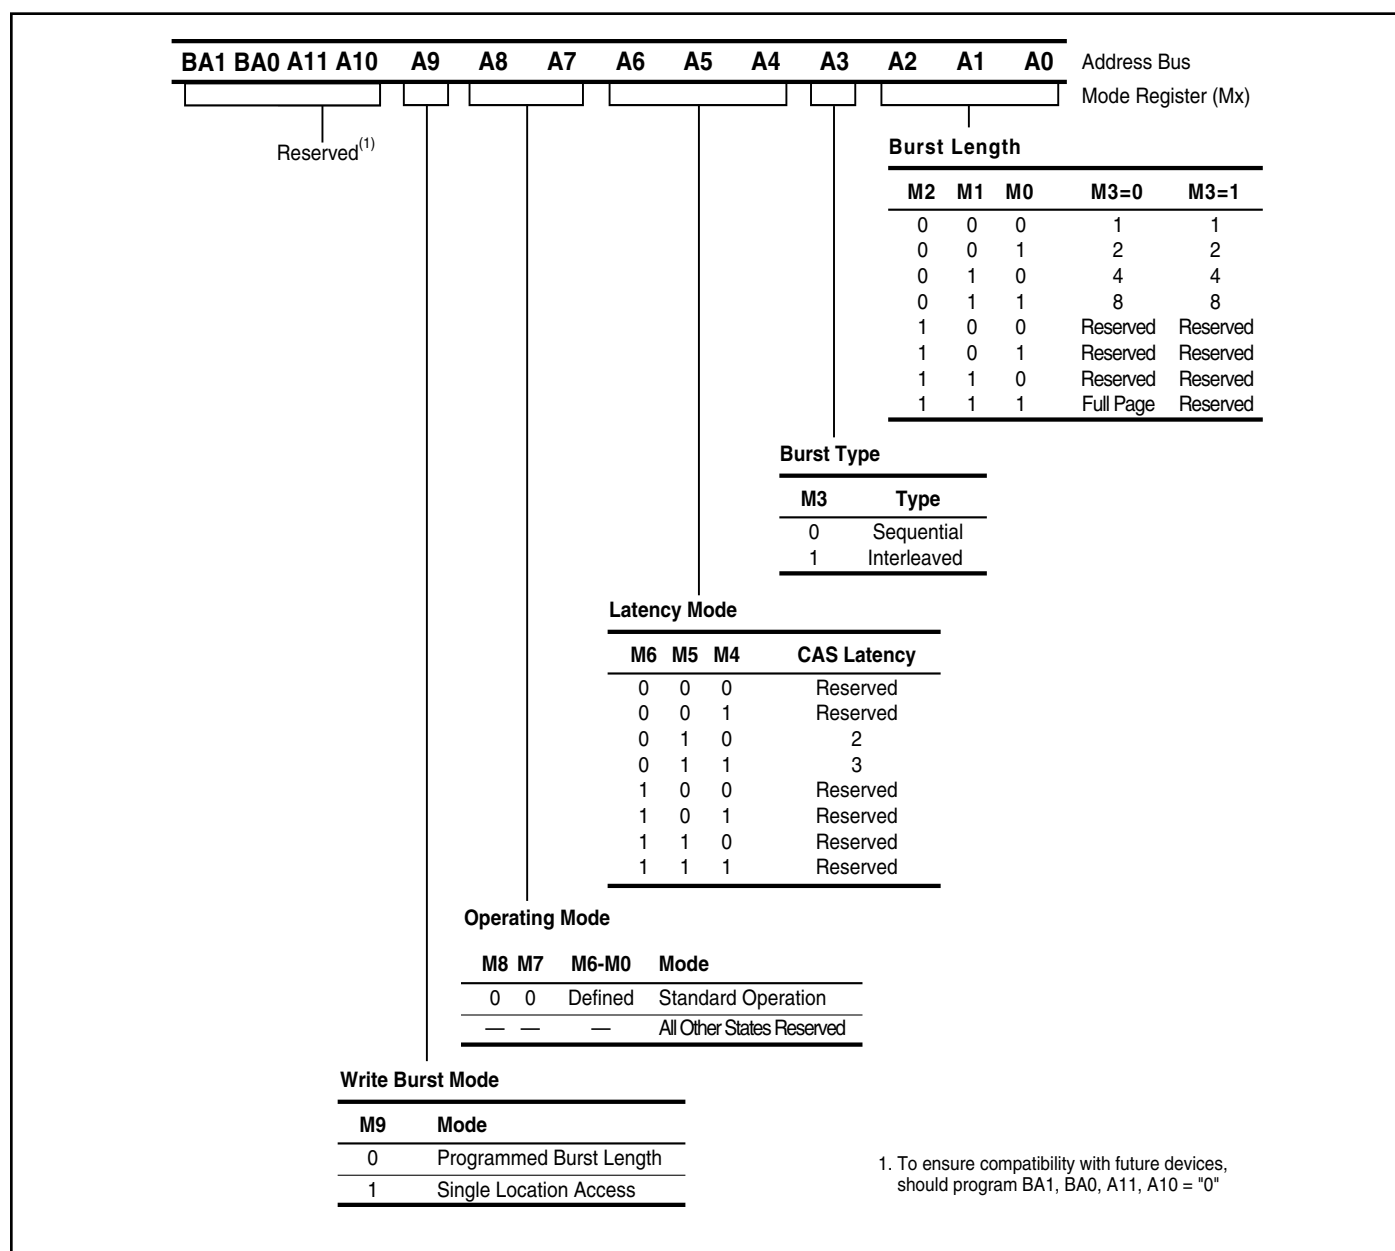 BA1 BA0 A11 A10 A9 A8 A7 A6 A5 A4 A3 A2 A1 A0 Address Bus
Mode Register (Mx)
Reserved(1)
Burst Length
M2 M1 M0 M3=0 M3=1
0 0 0 1 1
0 0 1 2 2
0 1 0 4 4
0 1 1 8 8
1 0 0 Reserved Reserved
1 0 1 Reserved Reserved
1 1 0 Reserved Reserved
1 1 1 Full Page Reserved
Burst Type
M3 Type
0 Sequential
1 Interleaved
Latency Mode
M6 M5 M4 CAS Latency
0 0 0 Reserved
0 0 1 Reserved
0 1 0 2
0 1 1 3
1 0 0 Reserved
1 0 1 Reserved
1 1 0 Reserved
1 1 1 Reserved
Operating Mode
M8 M7 M6-M0 Mode
0 0 Defined Standard Operation
— — — All Other States Reserved
Write Burst Mode
M9 Mode
0 Programmed Burst Length
1 Single Location Access
1. To ensure compatibility with future devices,
should program BA1, BA0, A11, A10 = "0"